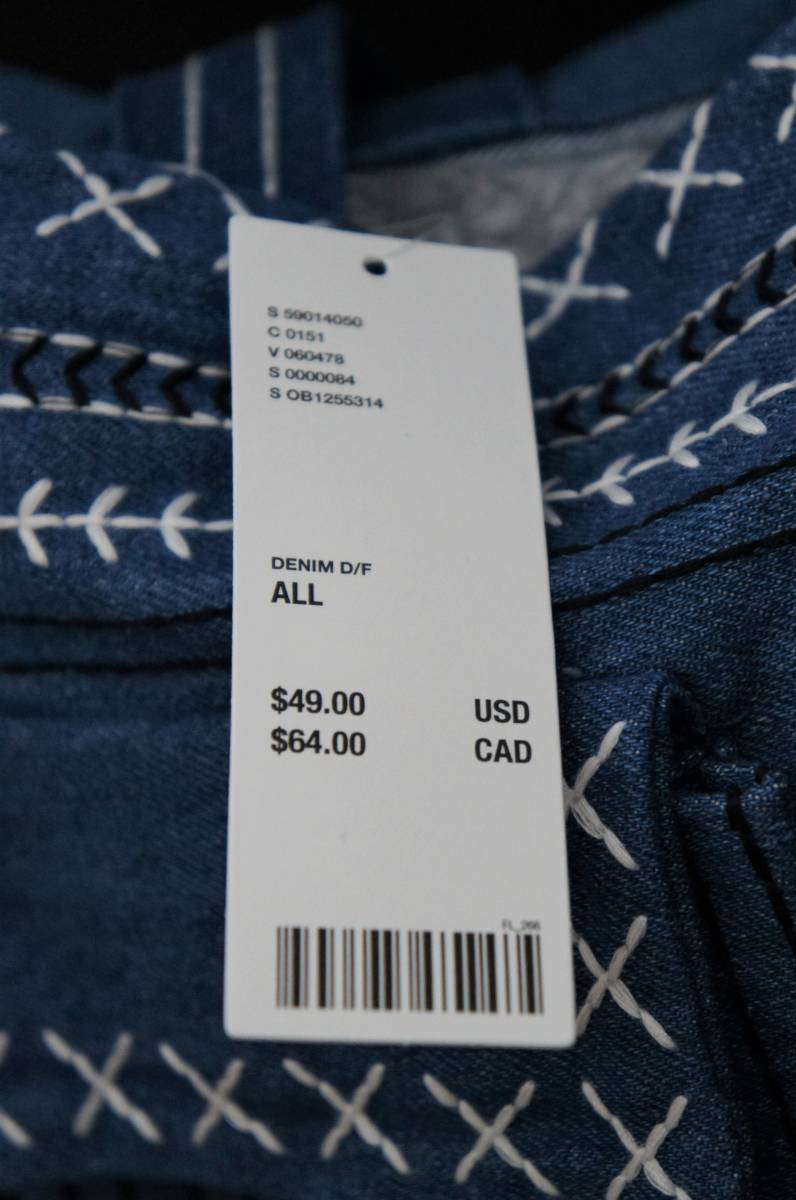 S 59014050
C 0151
V 060478
S 0000084
S OB1255314
DENIM D/F
ALL
$49.00 USD
$64.00 CAD
FL_266